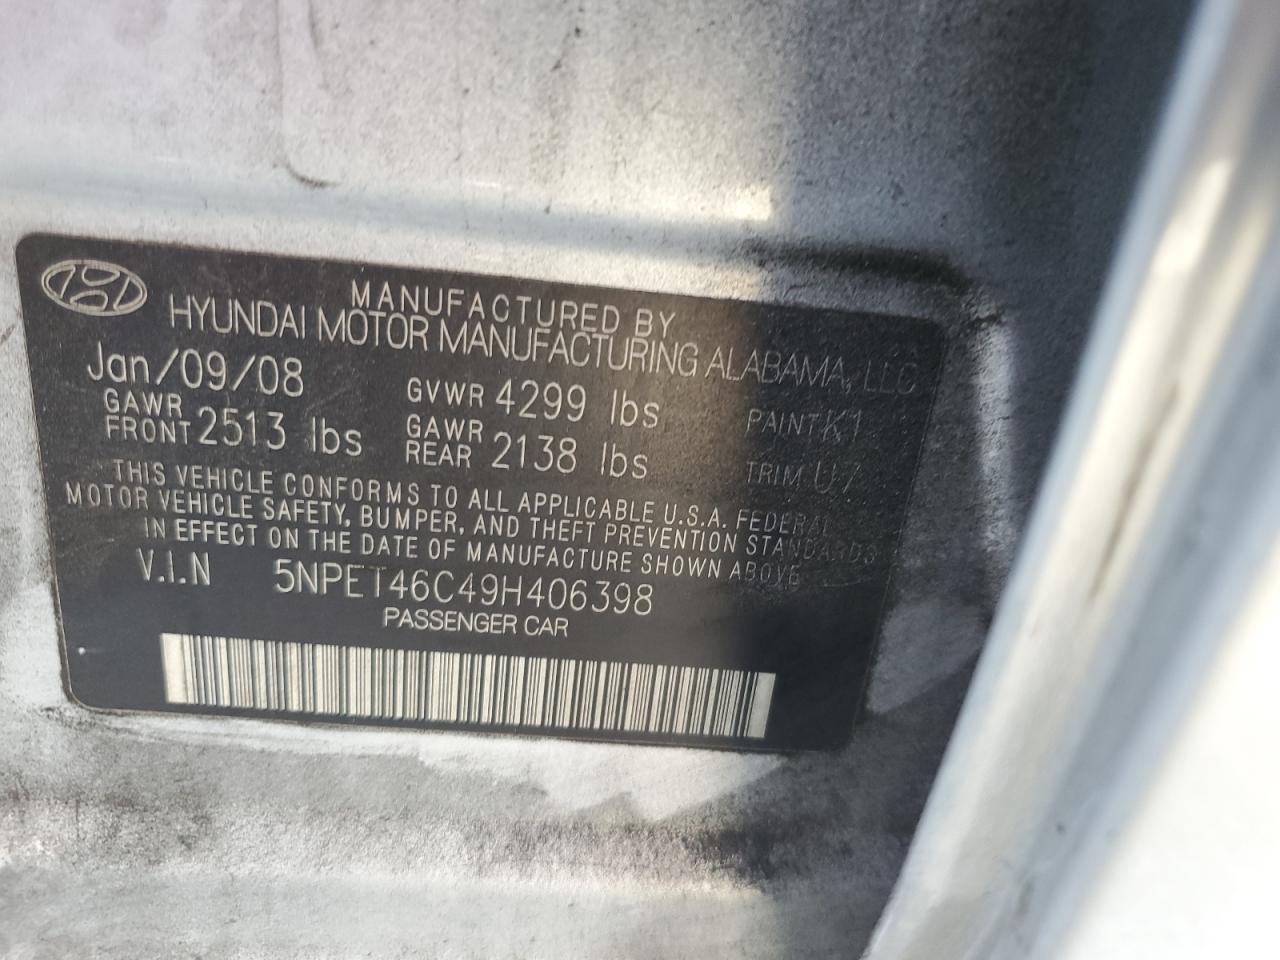 MANUFACTURED BY
HYUNDAI MOTOR MANUFACTURING ALABAMA, LLC
Jan/09/08 GVWR 4299 lbs PAINT K1
GAWR FRONT 2513 lbs GAWR REAR 2138 lbs TRIM U7
THIS VEHICLE CONFORMS TO ALL APPLICABLE U.S.A. FEDERAL
MOTOR VEHICLE SAFETY, BUMPER, AND THEFT PREVENTION STANDARDS
IN EFFECT ON THE DATE OF MANUFACTURE SHOWN ABOVE
V.I.N 5NPET46C49H406398
PASSENGER CAR